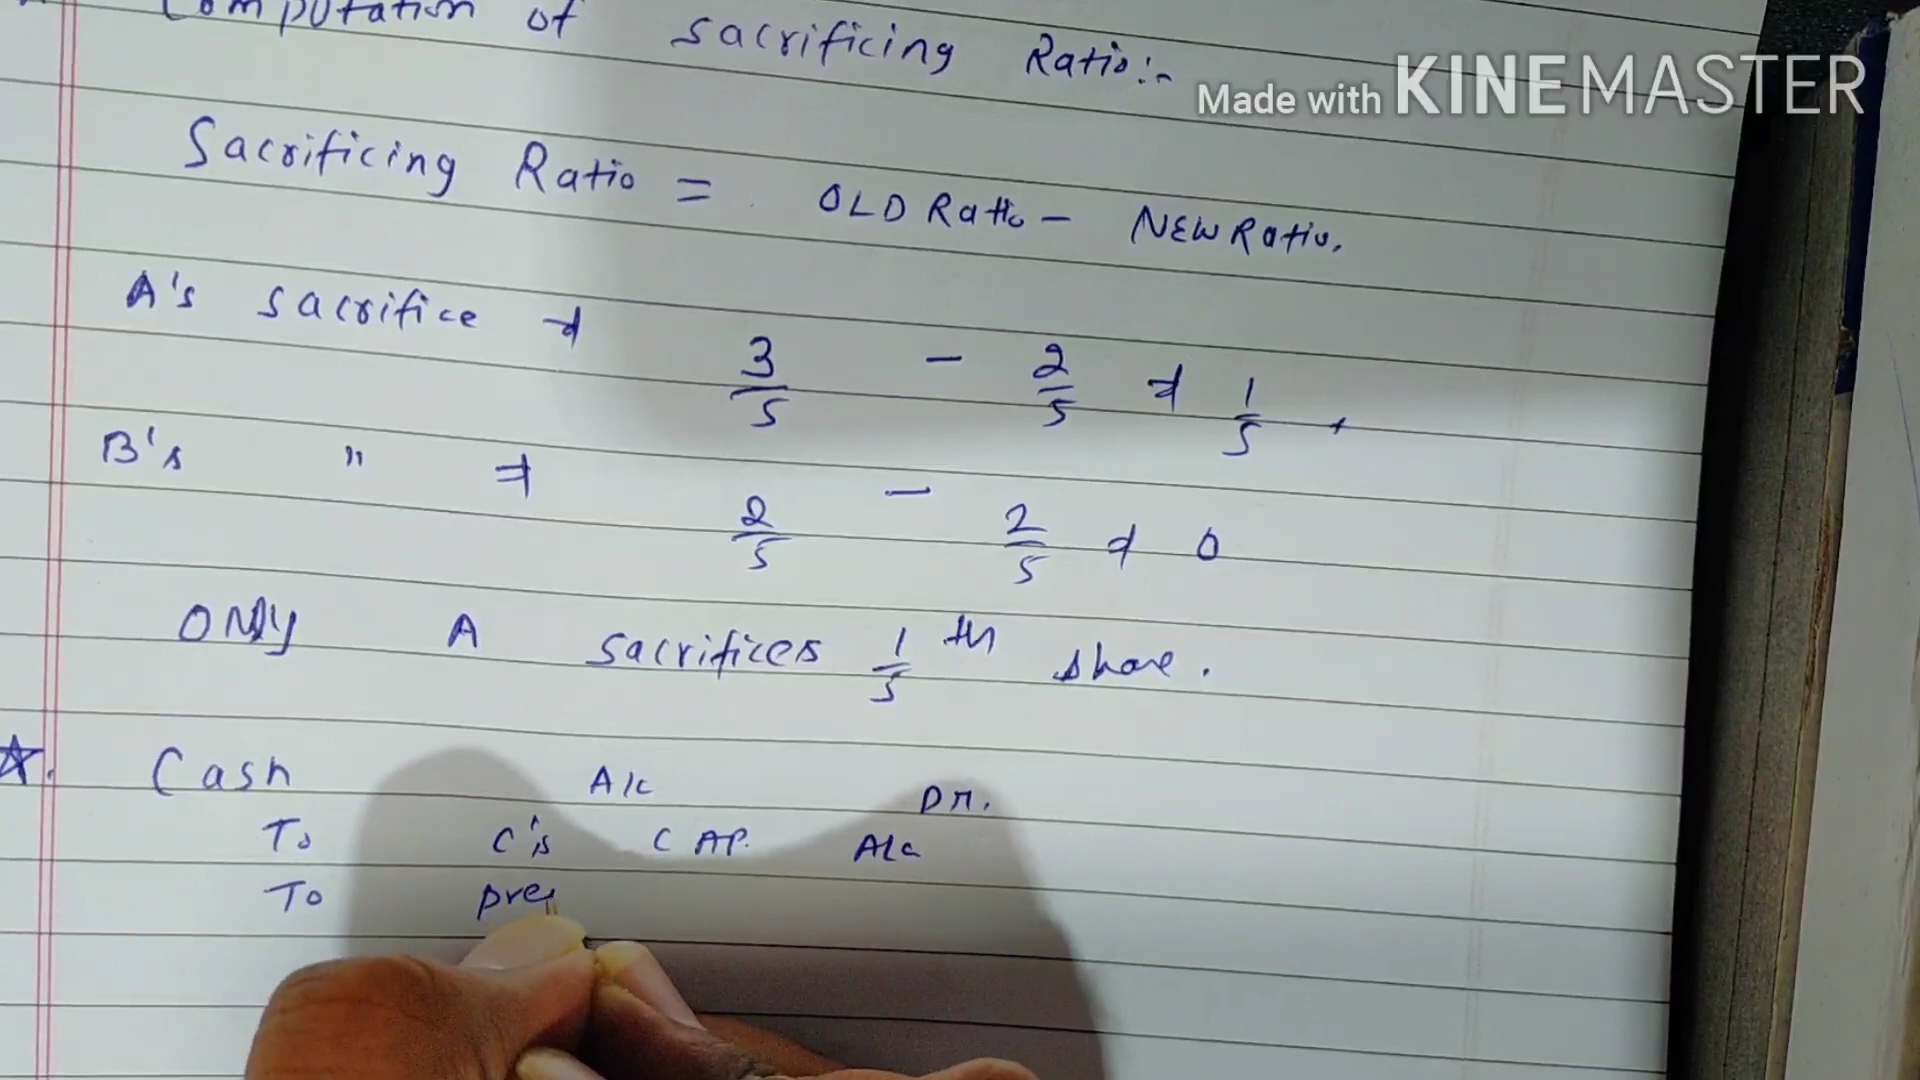 Computation of sacrificing Ratio:-
Made with KINEMASTER
Sacrificing Ratio = OLD Ratio - NEW Ratio.
A's sacrifice ⇒ 3/5 - 2/5 ⇒ 1/5,
B's " ⇒ 2/5 - 2/5 ⇒ 0
ONLY A sacrifices 1/5 th share.
☆. Cash A/c Dr.
To C's CAP. A/c
To pre